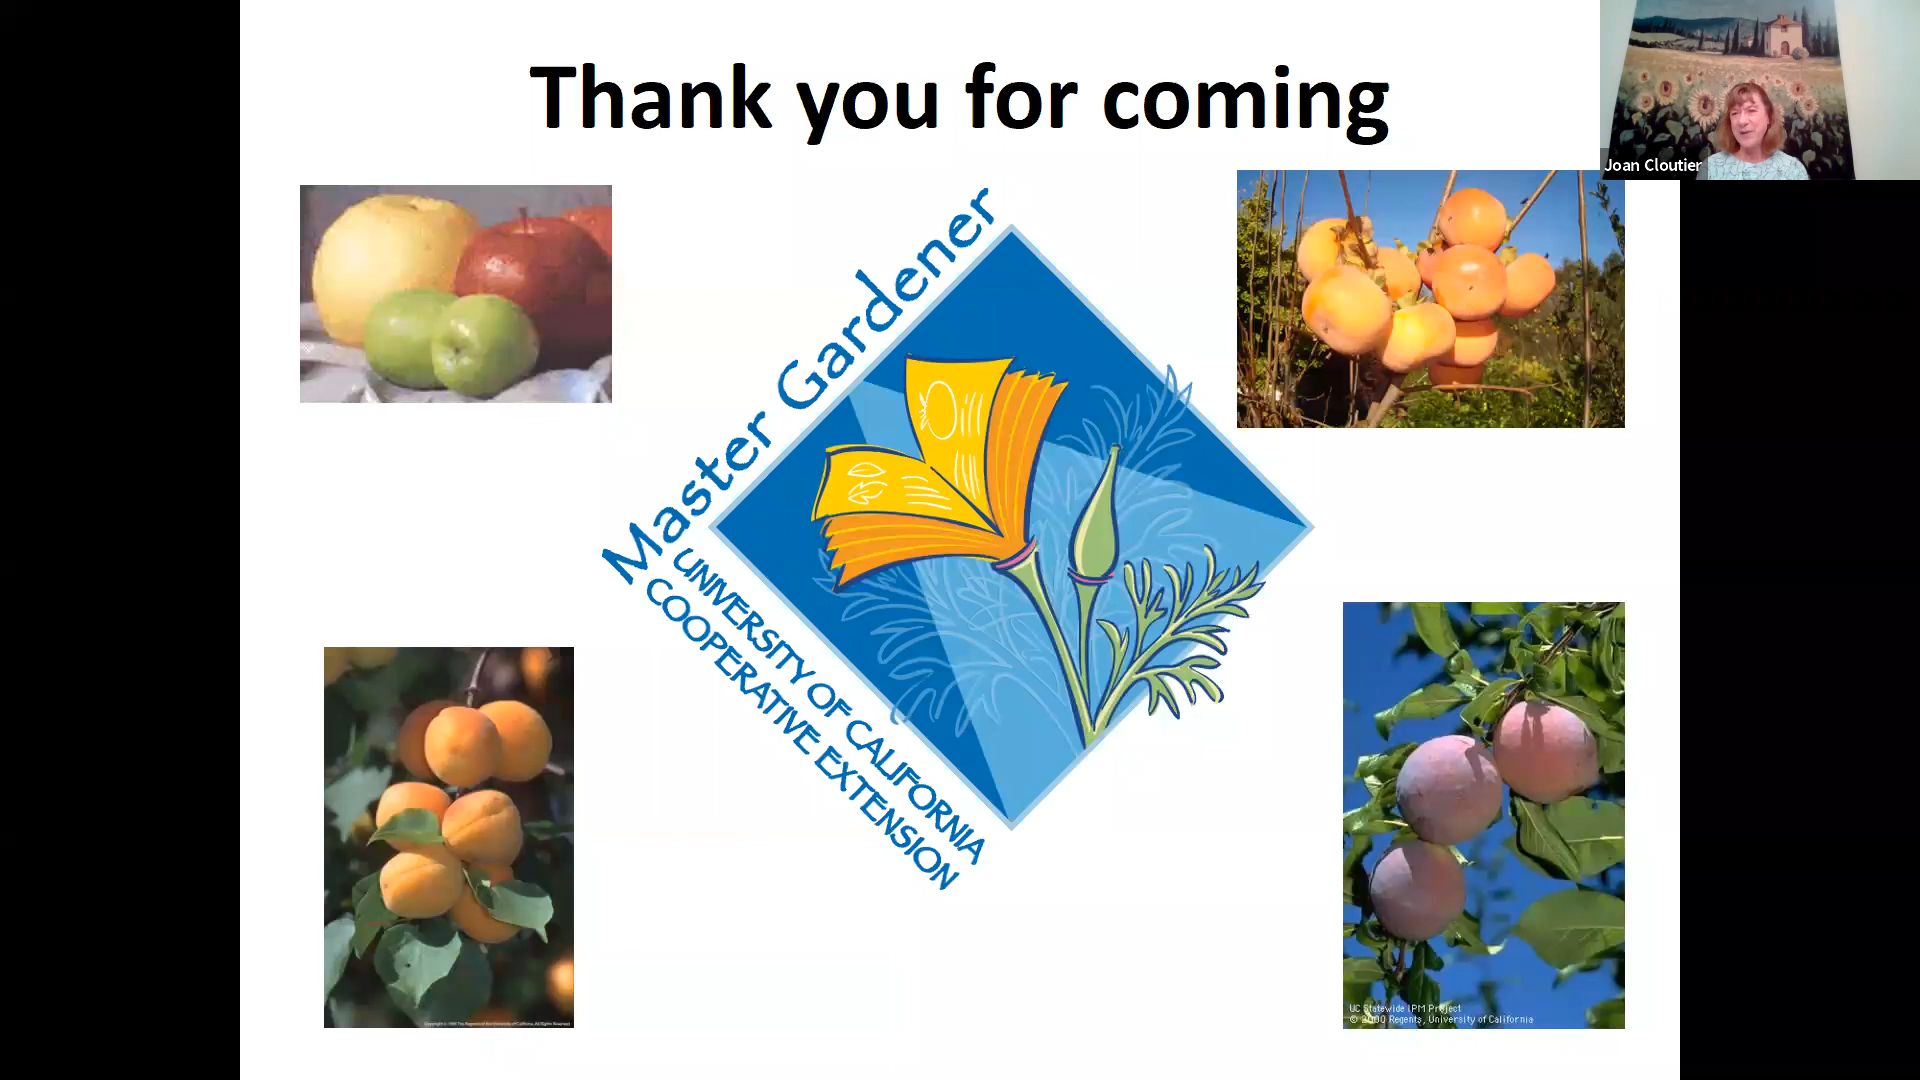 Thank you for coming
Joan Cloutier
Master Gardener
UNIVERSITY OF CALIFORNIA
COOPERATIVE EXTENSION
UC Statewide IPM Project
© 2000 Regents, University of California